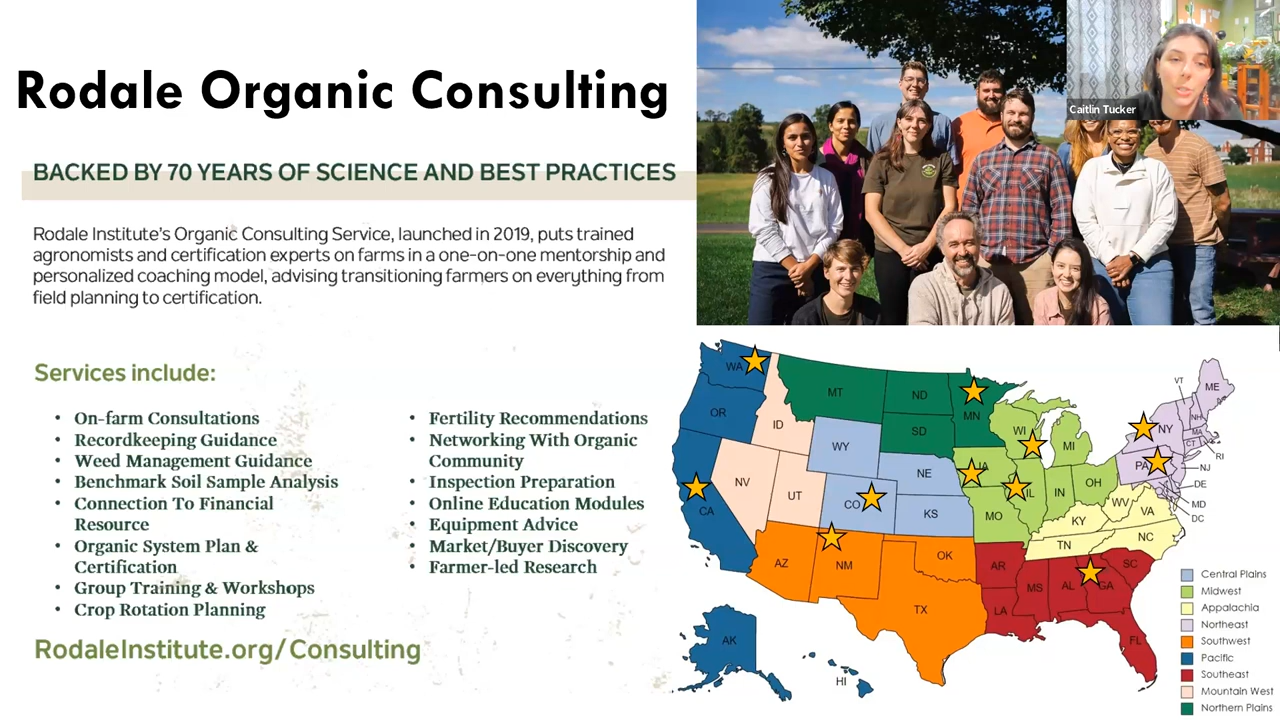 Rodale Organic Consulting
BACKED BY 70 YEARS OF SCIENCE AND BEST PRACTICES
Rodale Institute's Organic Consulting Service, launched in 2019, puts trained
agronomists and certification experts on farms in a one-on-one mentorship and
personalized coaching model, advising transitioning farmers on everything from
field planning to certification.
Services include:
• On-farm Consultations
• Recordkeeping Guidance
• Weed Management Guidance
• Benchmark Soil Sample Analysis
• Connection To Financial
Resource
• Organic System Plan &
Certification
• Group Training & Workshops
• Crop Rotation Planning
• Fertility Recommendations
• Networking With Organic
Community
• Inspection Preparation
• Online Education Modules
• Equipment Advice
• Market/Buyer Discovery
• Farmer-led Research
RodaleInstitute.org/Consulting
Caitlin Tucker
WA
OR
CA
ID
NV
UT
MT
ND
SD
MN
WY
CO
NE
KS
AZ
NM
OK
TX
WI
MI
IA
IL
IN
OH
MO
KY
WV
VA
TN
NC
AR
LA
MS
AL
GA
SC
FL
VT
ME
NH
NY
MA
CT
RI
PA
NJ
DE
MD
DC
AK
HI
Central Plains
Midwest
Appalachia
Northeast
Southwest
Pacific
Southeast
Mountain West
Northern Plains